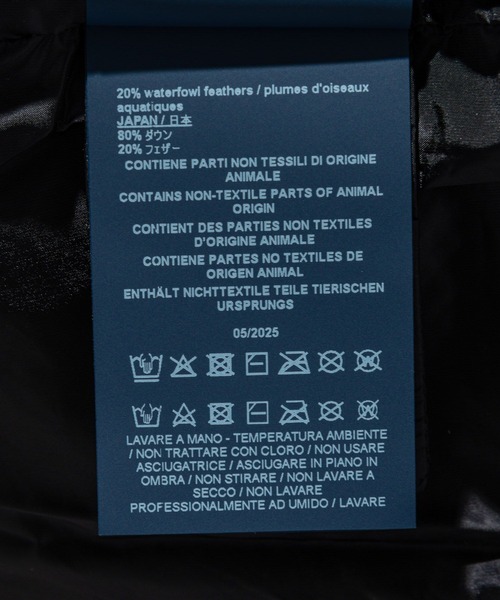 20% waterfowl feathers / plumes d'oiseaux
aquatiques
JAPAN / 日本
80% ダウン
20% フェザー
CONTIENE PARTI NON TESSILI DI ORIGINE
ANIMALE
CONTAINS NON-TEXTILE PARTS OF ANIMAL
ORIGIN
CONTIENT DES PARTIES NON TEXTILES
D'ORIGINE ANIMALE
CONTIENE PARTES NO TEXTILES DE
ORIGEN ANIMAL
ENTHÄLT NICHTTEXTILE TEILE TIERISCHEN
URSPRUNGS
05/2025
LAVARE A MANO - TEMPERATURA AMBIENTE
/ NON TRATTARE CON CLORO / NON USARE
ASCIUGATRICE / ASCIUGARE IN PIANO IN
OMBRA / NON STIRARE / NON LAVARE A
SECCO / NON LAVARE
PROFESSIONALMENTE AD UMIDO / LAVARE